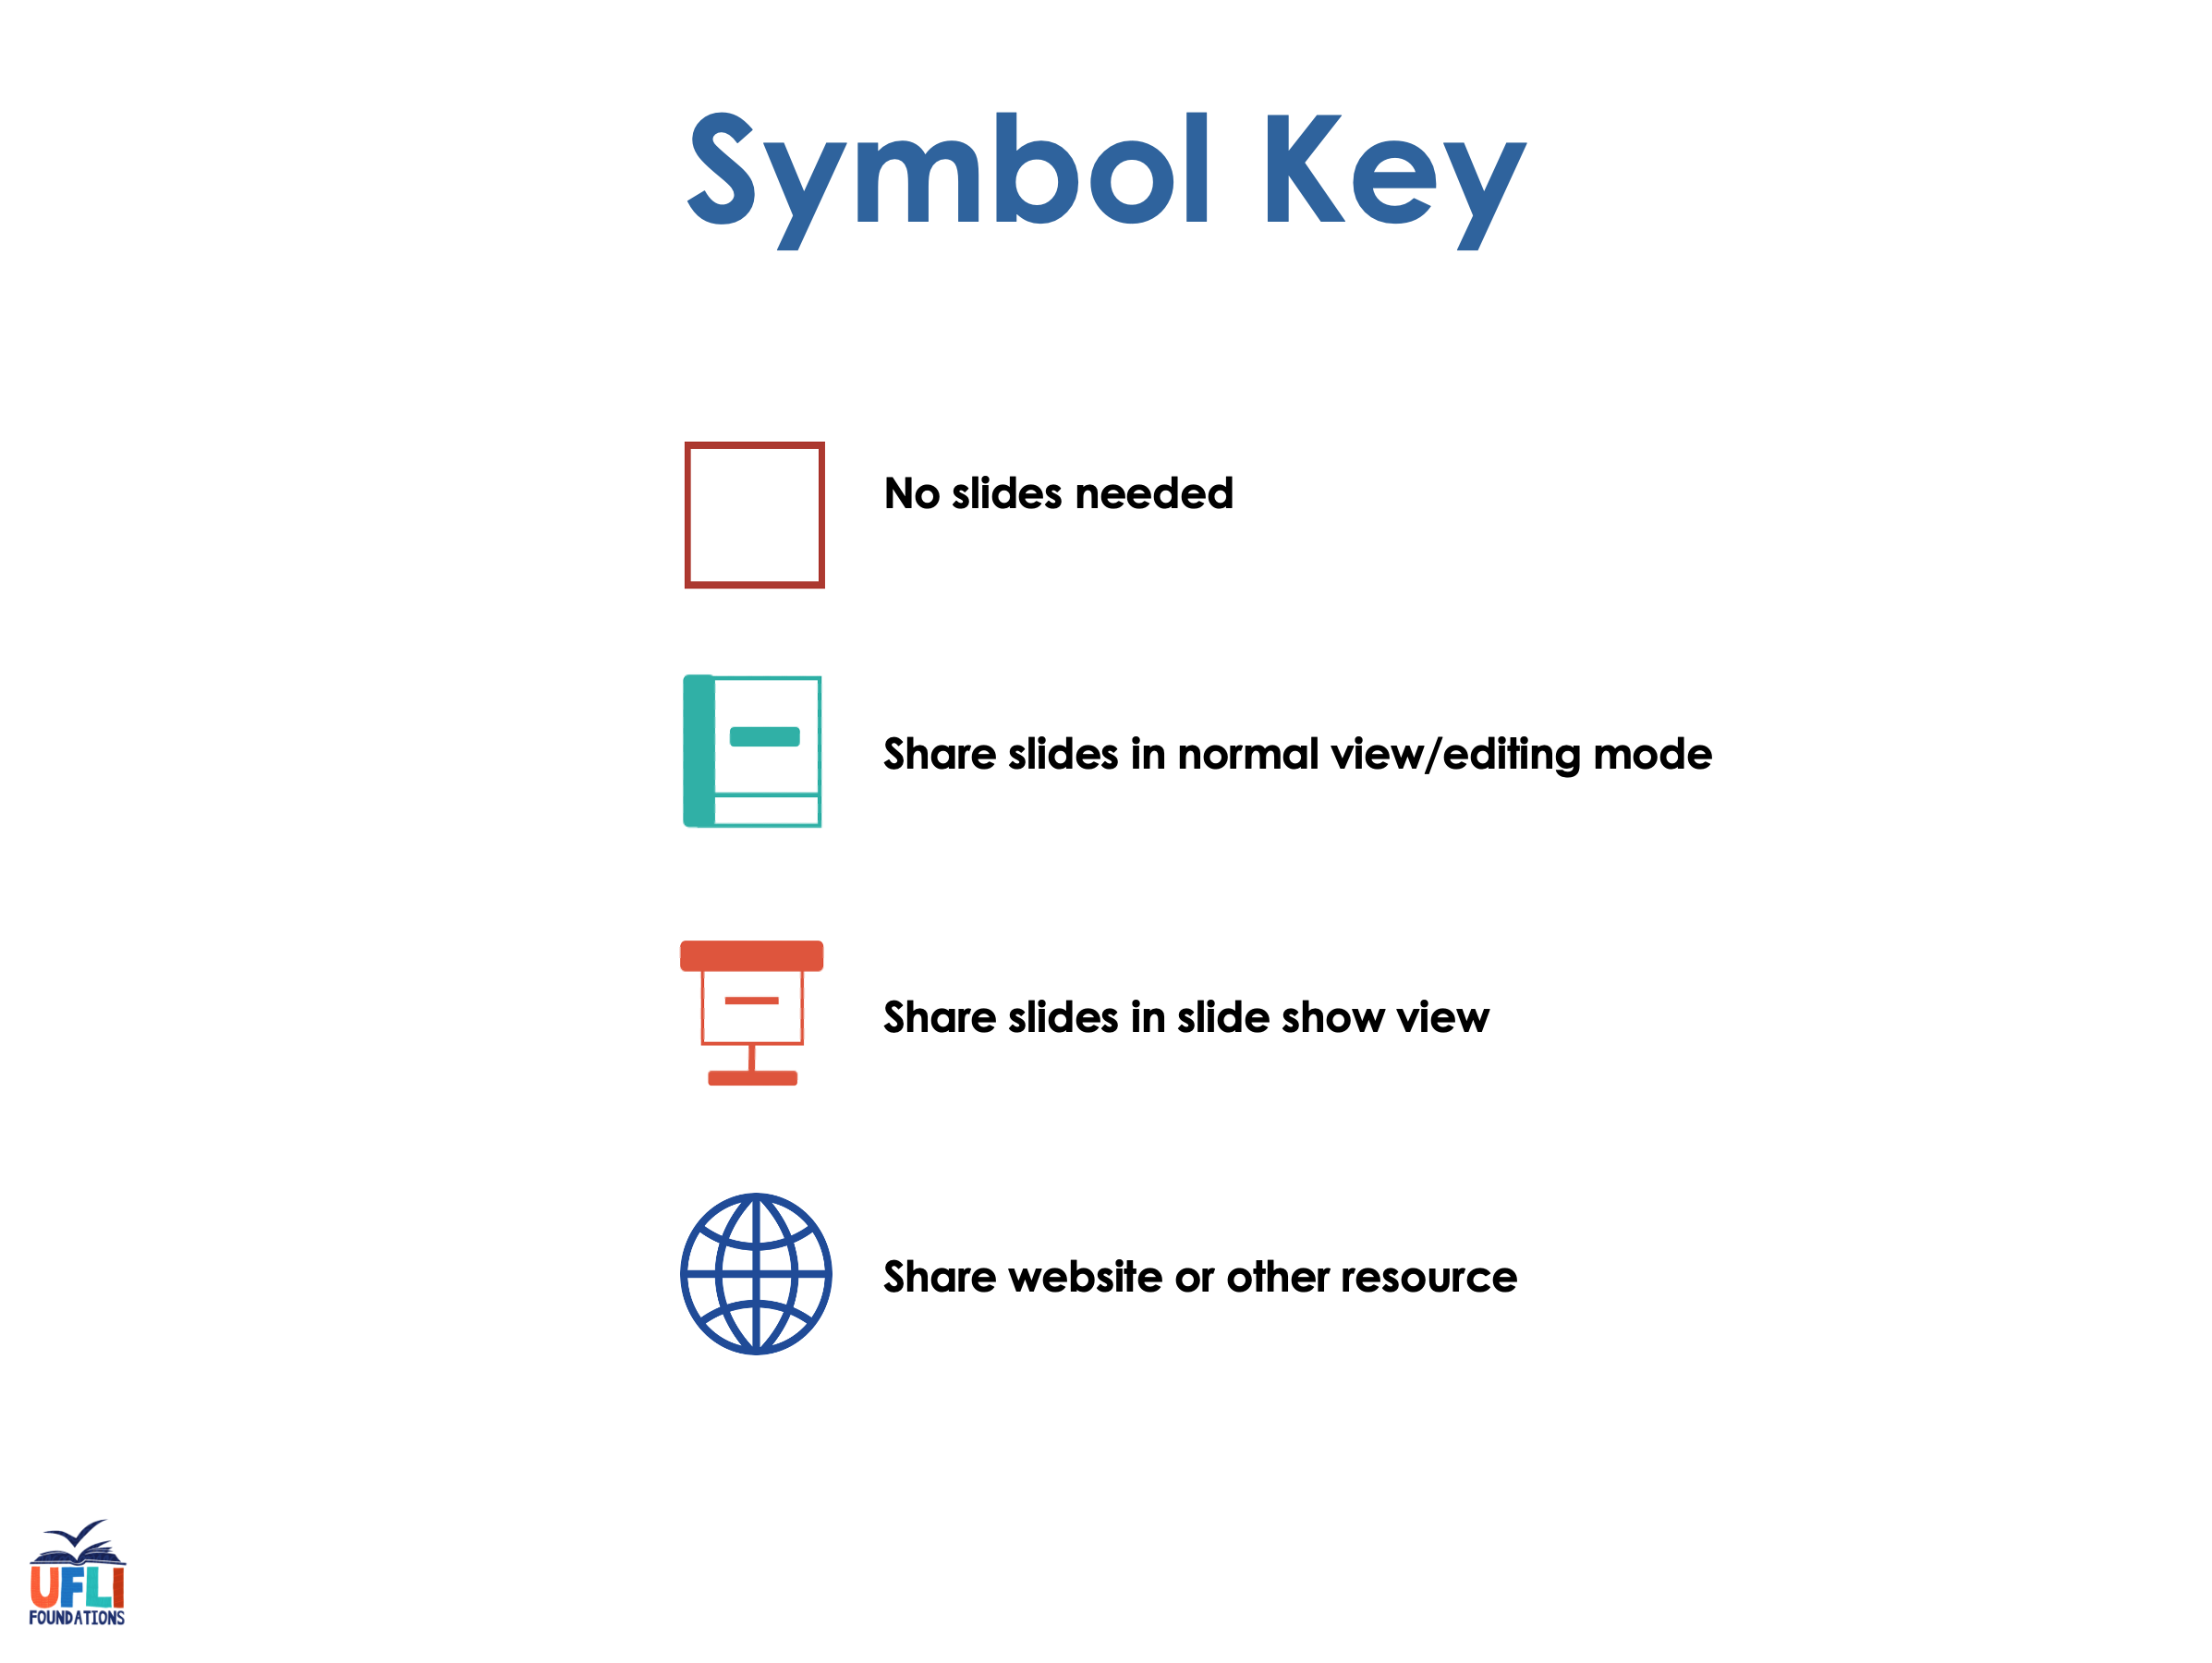 Symbol Key
No slides needed
Share slides in normal view/editing mode
Share slides in slide show view
Share website or other resource
UFLI
FOUNDATIONS